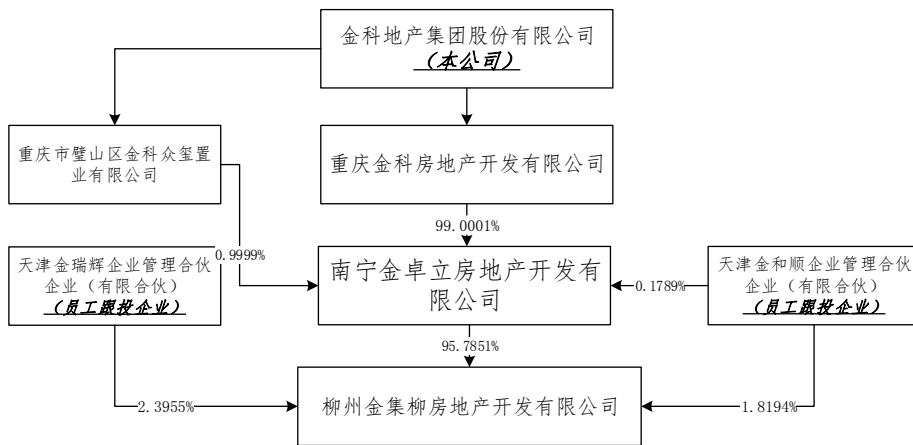 金科地产集团股份有限公司
（本公司）
重庆市璧山区金科众玺置
业有限公司
重庆金科房地产开发有限公司
99.0001%
0.9999%
天津金瑞辉企业管理合伙
企业（有限合伙）
（员工跟投企业）
南宁金卓立房地产开发有
限公司
0.1789%
天津金和顺企业管理合伙
企业（有限合伙）
（员工跟投企业）
95.7851%
2.3955%
柳州金集柳房地产开发有限公司
1.8194%